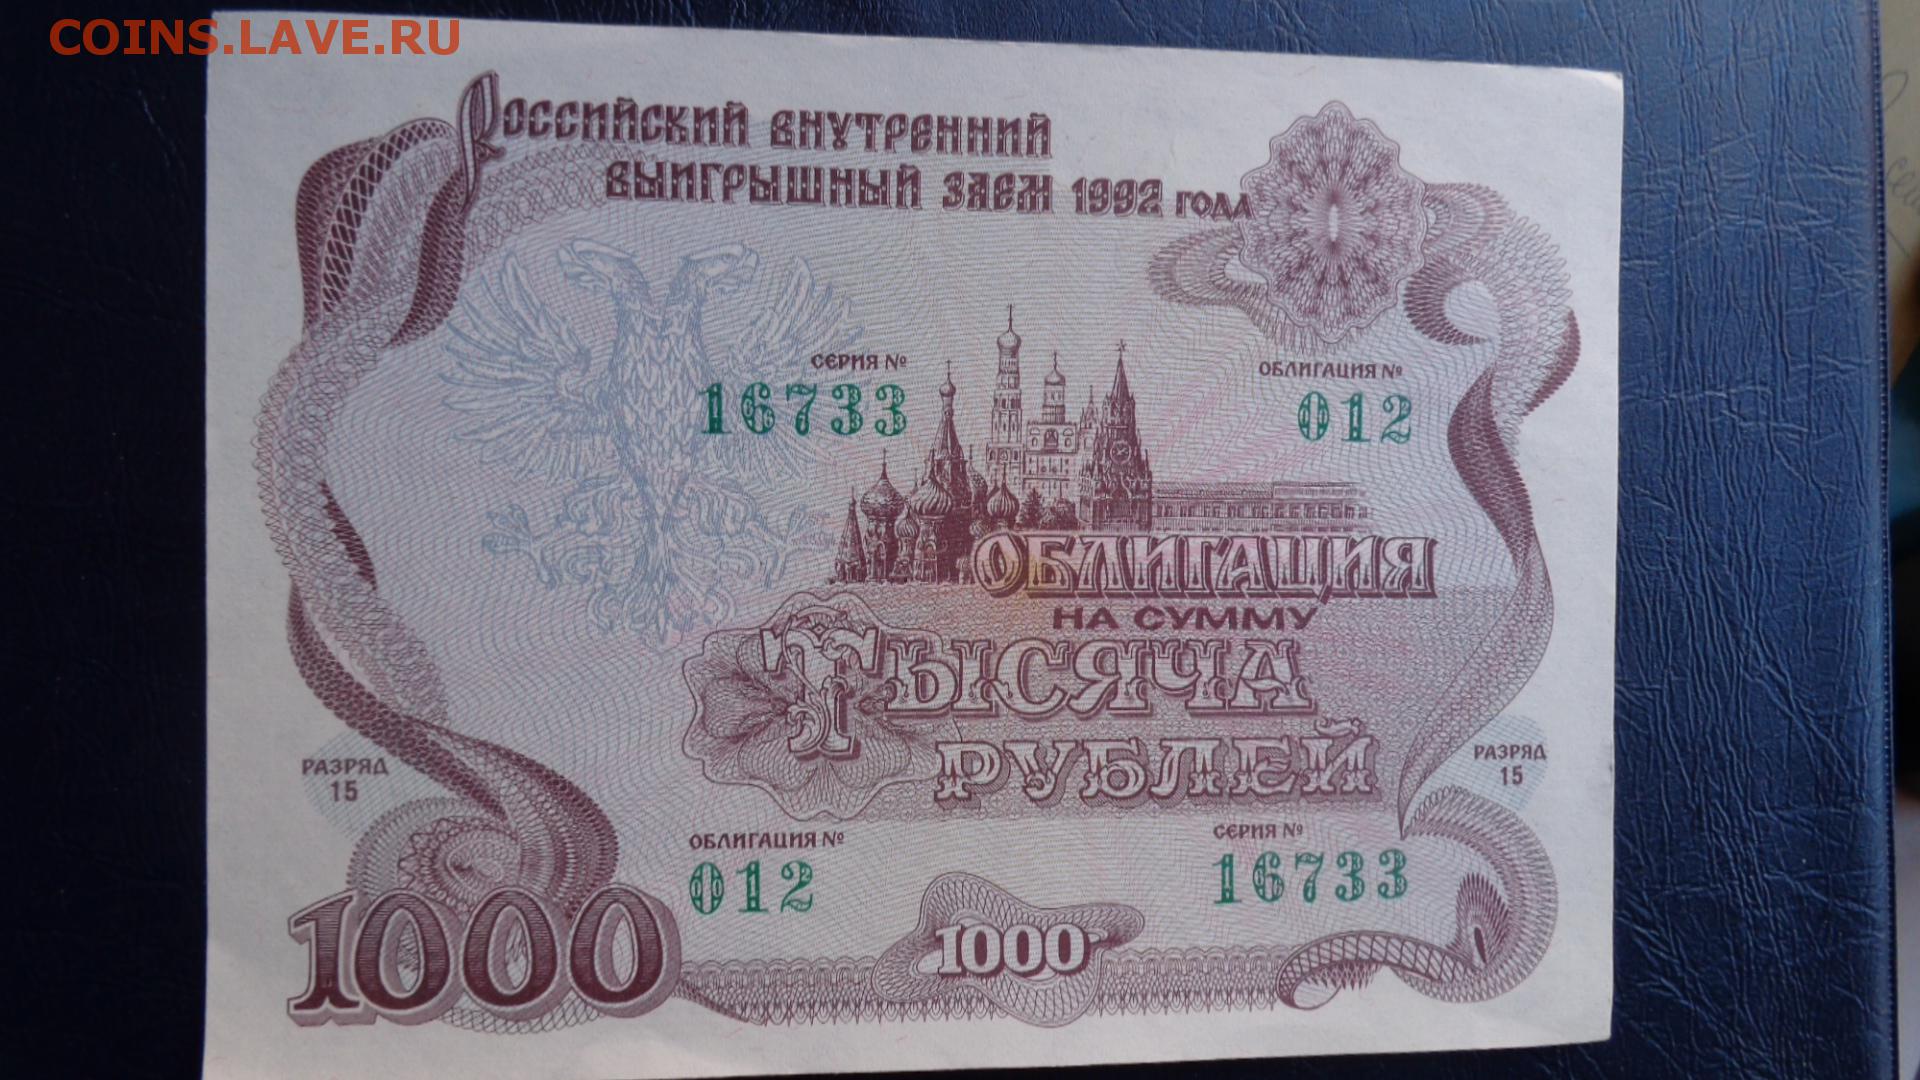 COINS.LAVE.RU
Российский внутренний
выигрышный заем 1992 года
СЕРИЯ №
16733
ОБЛИГАЦИЯ №
012
ОБЛИГАЦИЯ
НА СУММУ
ТЫСЯЧА
РУБЛЕЙ
РАЗРЯД
15
РАЗРЯД
15
ОБЛИГАЦИЯ №
012
СЕРИЯ №
16733
1000
1000